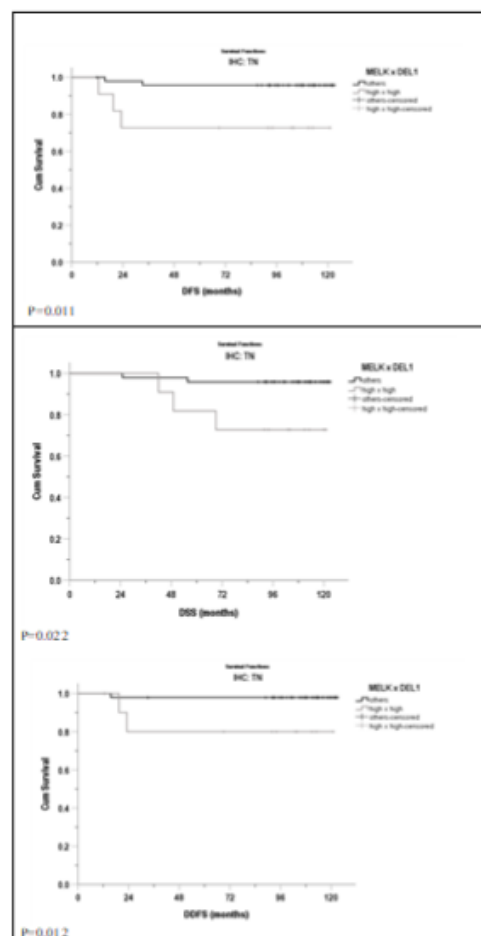 Survival Functions
IHC: TN
MELK x DEL1
others
high x high
others-censored
high x high-censored
1.0
0.8
0.6
0.4
0.2
0.0
Cum Survival
0 24 48 72 96 120
DFS (months)
P=0.011
Survival Functions
IHC: TN
MELK x DEL1
others
high x high
others-censored
high x high-censored
1.0
0.8
0.6
0.4
0.2
0.0
Cum Survival
0 24 48 72 96 120
DSS (months)
P=0.022
Survival Functions
IHC: TN
MELK x DEL1
others
high x high
others-censored
high x high-censored
1.0
0.8
0.6
0.4
0.2
0.0
Cum Survival
0 24 48 72 96 120
DDFS (months)
P=0.012